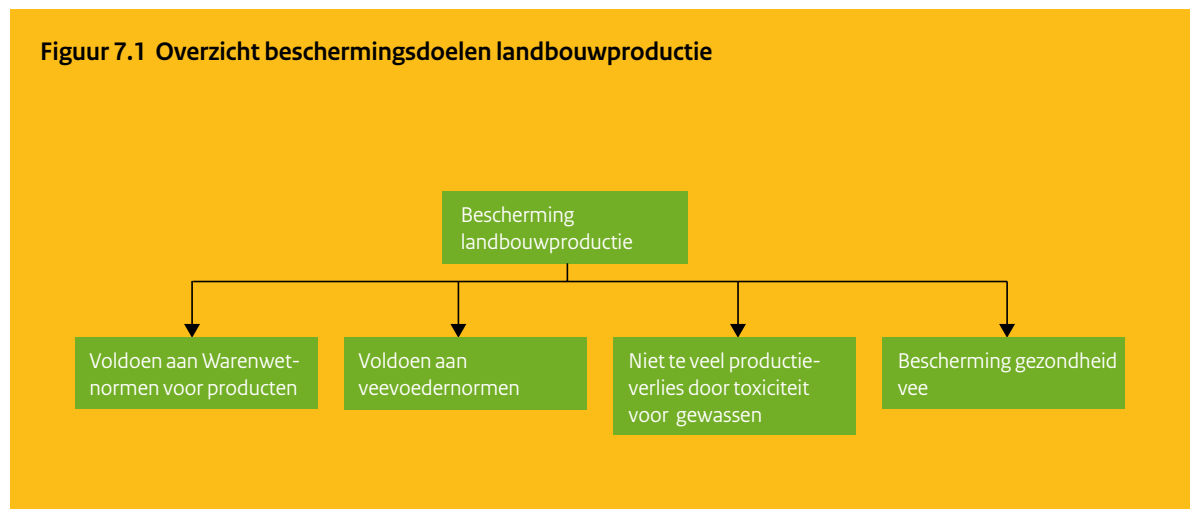 Figuur 7.1 Overzicht beschermingsdoelen landbouwproductie
Bescherming
landbouwproductie
Voldoen aan Warenwet-
normen voor producten
Voldoen aan
veevoedernormen
Niet te veel productie-
verlies door toxiciteit
voor gewassen
Bescherming gezondheid
vee